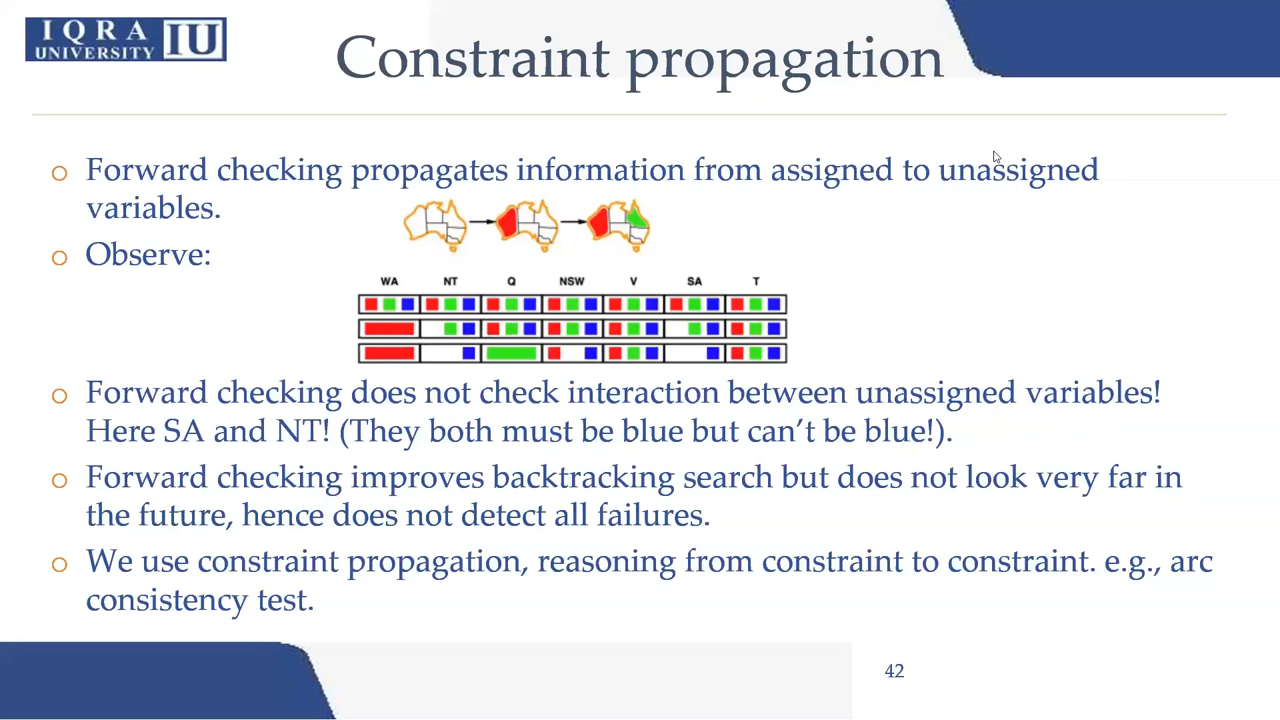 IQRA
UNIVERSITY IU
Constraint propagation
o Forward checking propagates information from assigned to unassigned
variables.
o Observe:
WA NT Q NSW V SA T
o Forward checking does not check interaction between unassigned variables!
Here SA and NT! (They both must be blue but can’t be blue!).
o Forward checking improves backtracking search but does not look very far in
the future, hence does not detect all failures.
o We use constraint propagation, reasoning from constraint to constraint. e.g., arc
consistency test.
42